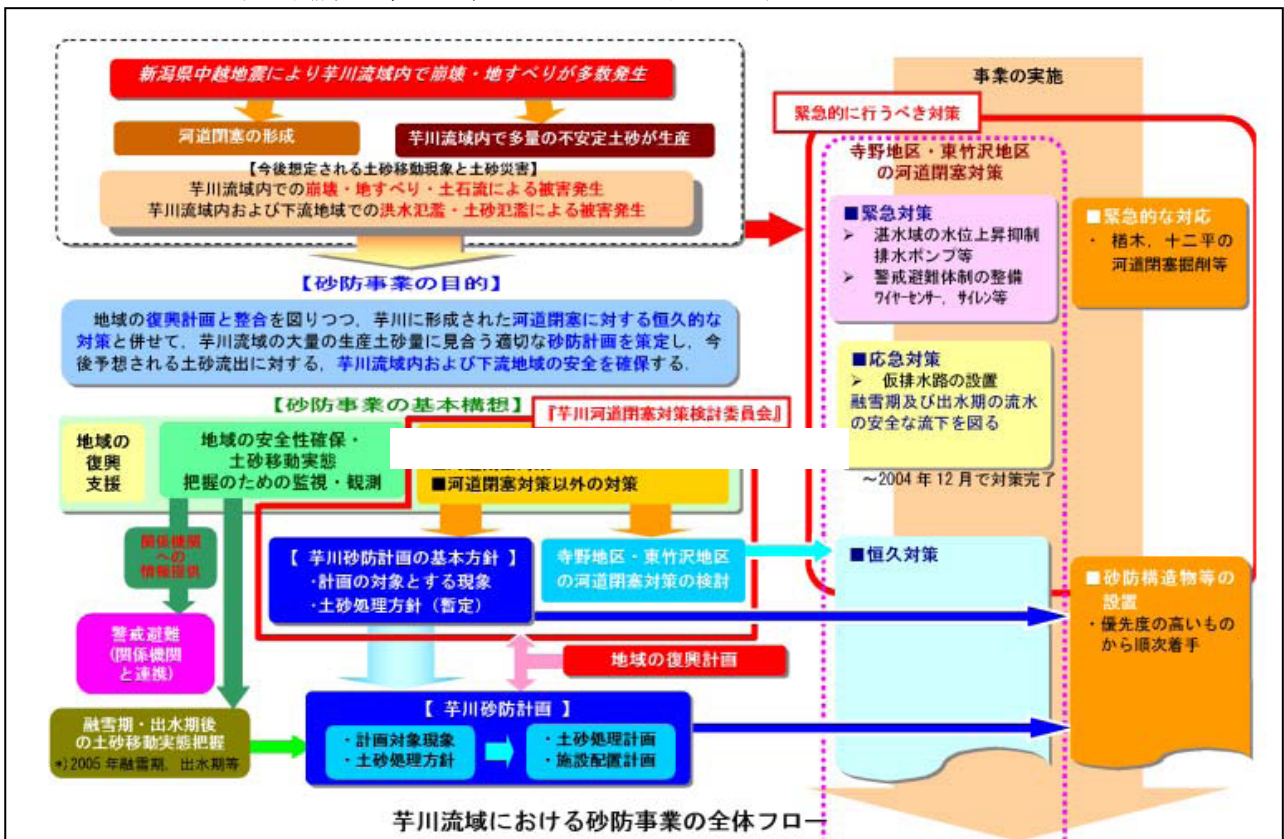 新潟県中越地震により芋川流域内で崩壊・地すべりが多数発生
河道閉塞の形成
芋川流域内で多量の不安定土砂が生産
【今後想定される土砂移動現象と土砂災害】
芋川流域内での崩壊・地すべり・土石流による被害発生
芋川流域内および下流地域での洪水氾濫・土砂氾濫による被害発生
【砂防事業の目的】
地域の復興計画と整合を図りつつ，芋川に形成された河道閉塞に対する恒久的な
対策と併せて，芋川流域の大量の生産土砂量に見合う適切な砂防計画を策定し，今
後予想される土砂流出に対する，芋川流域内および下流地域の安全を確保する．
【砂防事業の基本構想】
『芋川河道閉塞対策検討委員会』
地域の
復興
支援
地域の安全性確保・
土砂移動実態
把握のための監視・観測
■河道閉塞対策以外の対策
関係機関
への
情報提供
警戒避難
(関係機関
と連携)
【 芋川砂防計画の基本方針 】
・計画の対象とする現象
・土砂処理方針（暫定）
寺野地区・東竹沢地区
の河道閉塞対策の検討
地域の復興計画
融雪期・出水期後
の土砂移動実態把握
*)2005年融雪期、出水期等
【 芋川砂防計画 】
・計画対象現象
・土砂処理方針
・土砂処理計画
・施設配置計画
事業の実施
緊急的に行うべき対策
寺野地区・東竹沢地区
の河道閉塞対策
■緊急対策
➢ 湛水域の水位上昇抑制
排水ポンプ等
➢ 警戒避難体制の整備
ﾜｲﾔｰｾﾝｻｰ，ｻｲﾚﾝ等
■応急対策
➢ 仮排水路の設置
融雪期及び出水期の流水
の安全な流下を図る
～2004年12月で対策完了
■恒久対策
■緊急的な対応
・ 楢木，十二平の
河道閉塞掘削等
■砂防構造物等の
設置
・優先度の高いもの
から順次着手
芋川流域における砂防事業の全体フロー